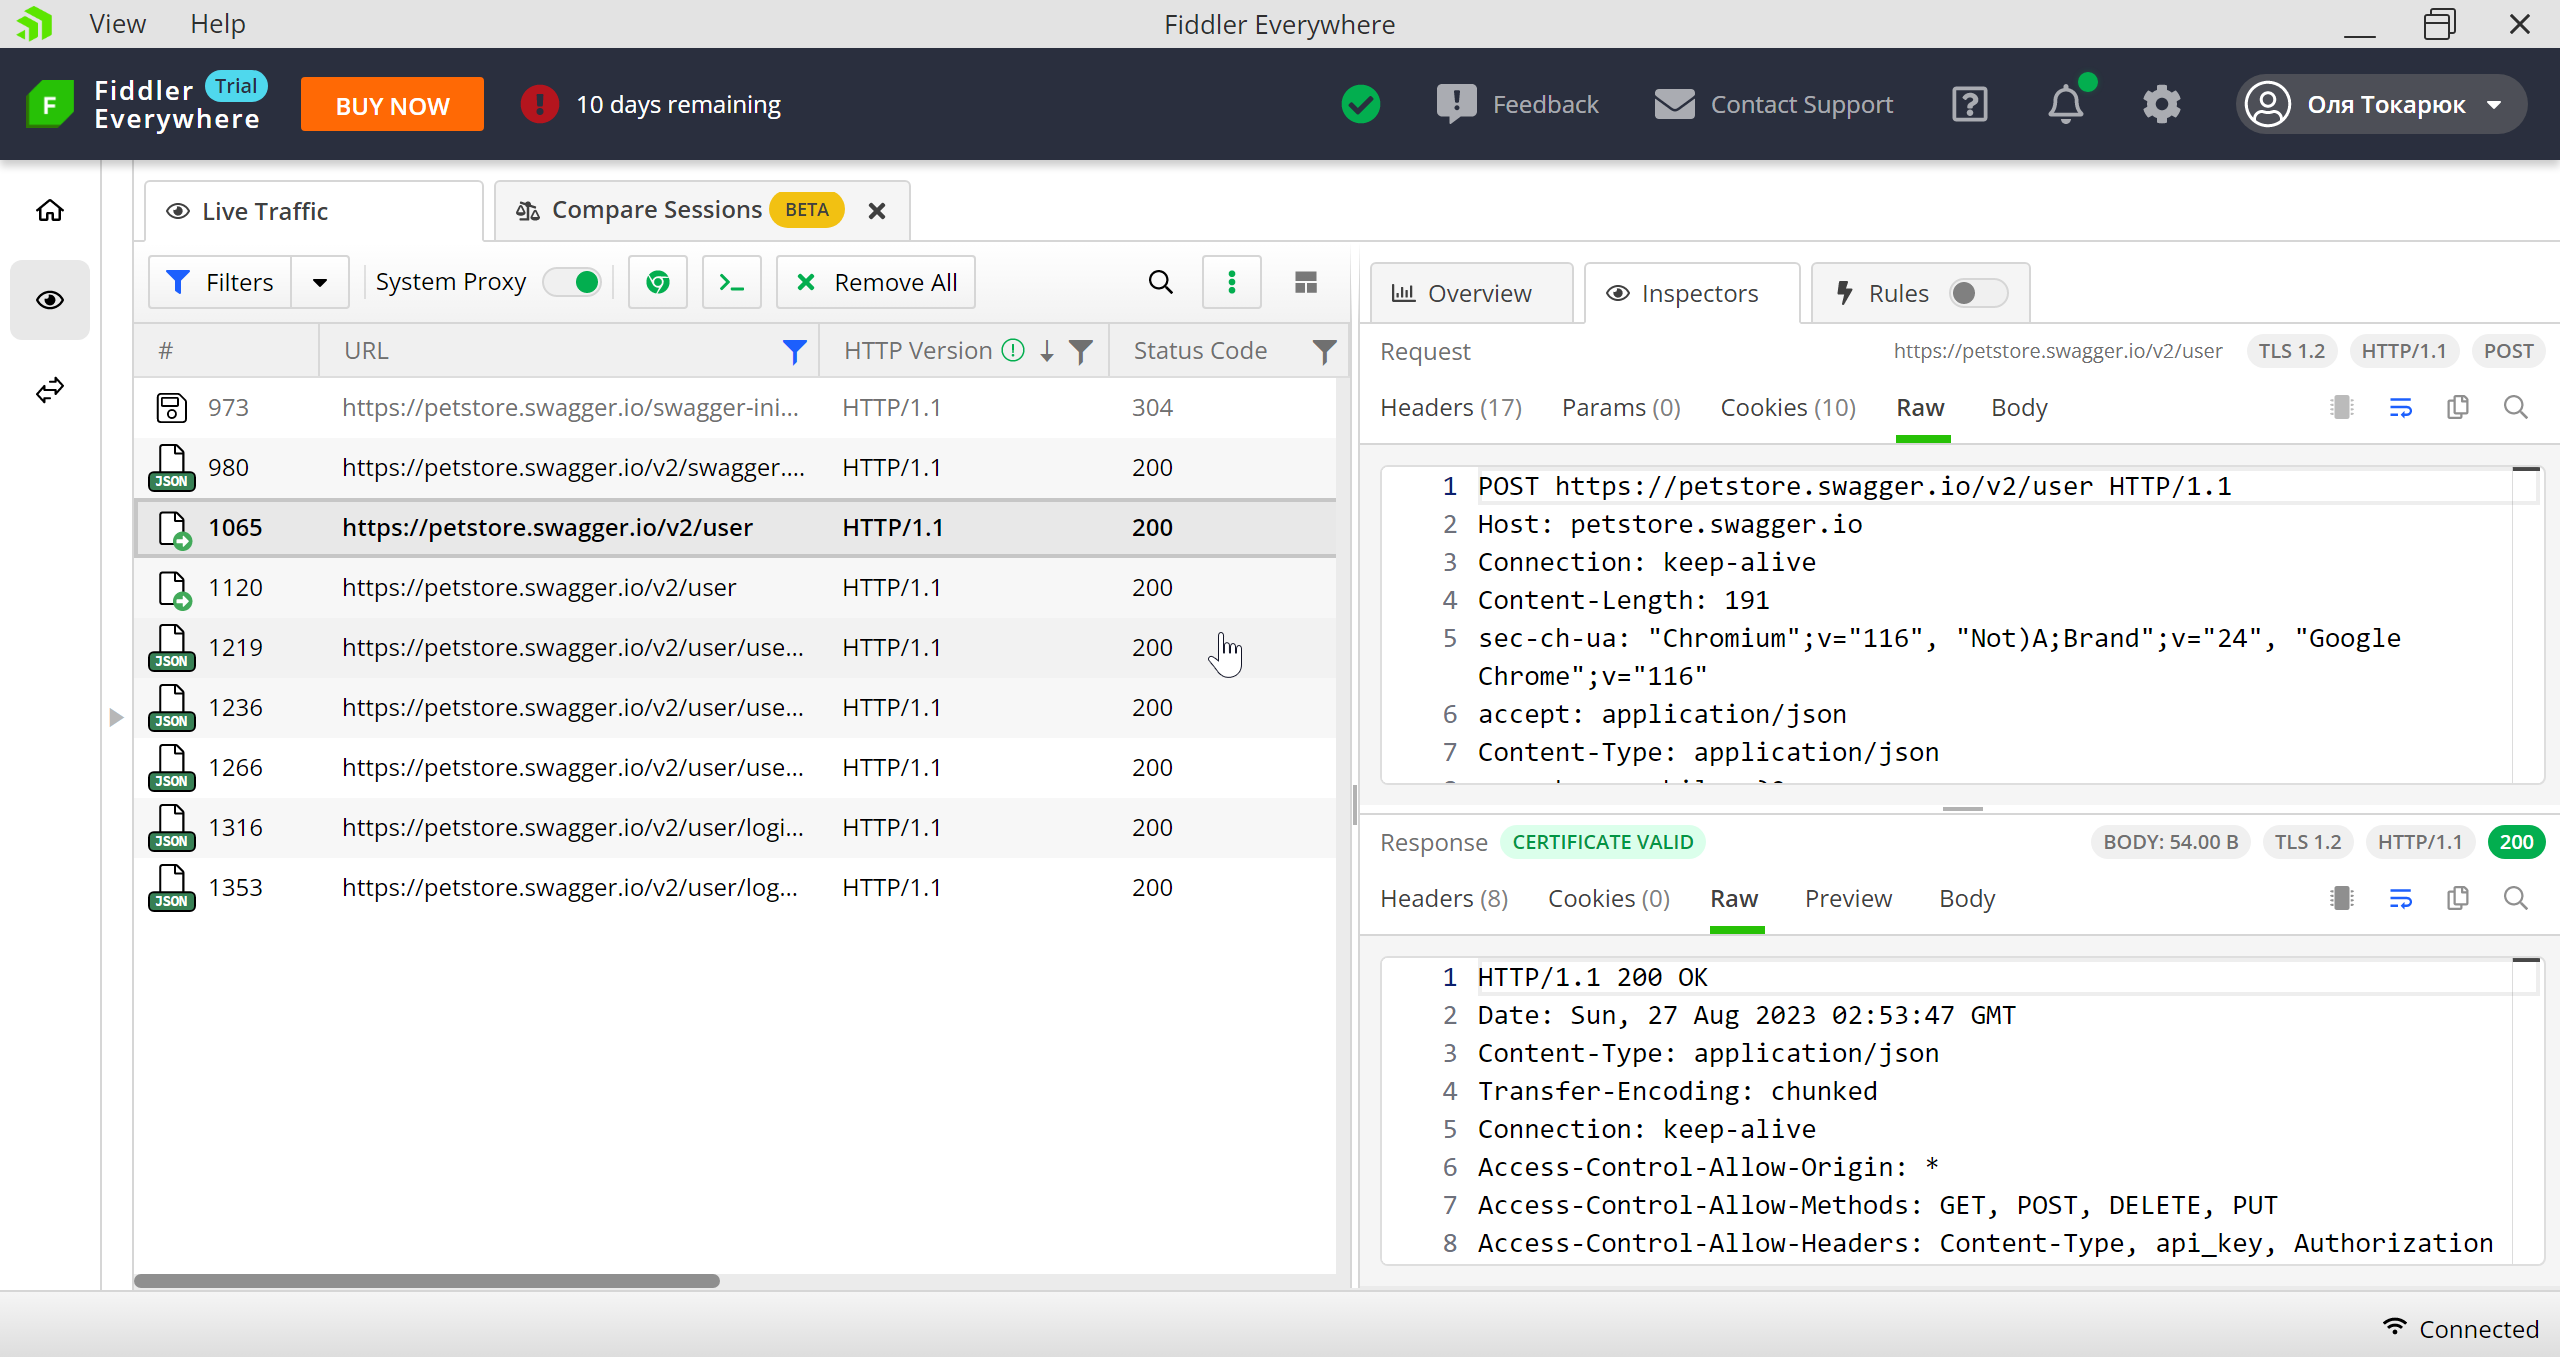 View Help Fiddler Everywhere
Fiddler Everywhere Trial BUY NOW 10 days remaining Feedback Contact Support Оля Токарюк
Live Traffic Compare Sessions BETA
Filters System Proxy Remove All
# URL HTTP Version Status Code
973 https://petstore.swagger.io/swagger-ini... HTTP/1.1 304
980 https://petstore.swagger.io/v2/swagger.... HTTP/1.1 200
1065 https://petstore.swagger.io/v2/user HTTP/1.1 200
1120 https://petstore.swagger.io/v2/user HTTP/1.1 200
1219 https://petstore.swagger.io/v2/user/use... HTTP/1.1 200
1236 https://petstore.swagger.io/v2/user/use... HTTP/1.1 200
1266 https://petstore.swagger.io/v2/user/use... HTTP/1.1 200
1316 https://petstore.swagger.io/v2/user/logi... HTTP/1.1 200
1353 https://petstore.swagger.io/v2/user/log... HTTP/1.1 200
JSON
JSON
JSON
JSON
JSON
JSON
Overview Inspectors Rules
Request https://petstore.swagger.io/v2/user TLS 1.2 HTTP/1.1 POST
Headers (17) Params (0) Cookies (10) Raw Body
1 POST https://petstore.swagger.io/v2/user HTTP/1.1
2 Host: petstore.swagger.io
3 Connection: keep-alive
4 Content-Length: 191
5 sec-ch-ua: "Chromium";v="116", "Not)A;Brand";v="24", "Google
Chrome";v="116"
6 accept: application/json
7 Content-Type: application/json
Response CERTIFICATE VALID BODY: 54.00 B TLS 1.2 HTTP/1.1 200
Headers (8) Cookies (0) Raw Preview Body
1 HTTP/1.1 200 OK
2 Date: Sun, 27 Aug 2023 02:53:47 GMT
3 Content-Type: application/json
4 Transfer-Encoding: chunked
5 Connection: keep-alive
6 Access-Control-Allow-Origin: *
7 Access-Control-Allow-Methods: GET, POST, DELETE, PUT
8 Access-Control-Allow-Headers: Content-Type, api_key, Authorization
Connected